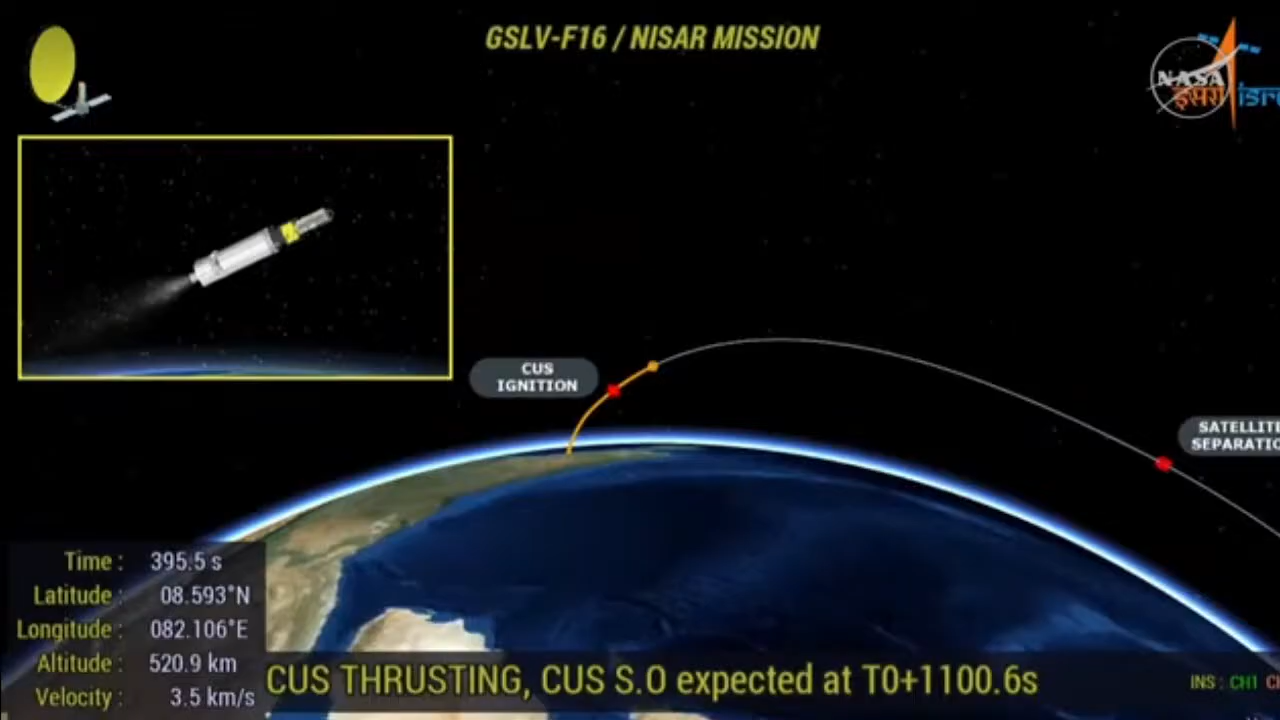 GSLV-F16 / NISAR MISSION
NASA
इसरो isro
CUS
IGNITION
SATELLITE
SEPARATIO
Time : 395.5 s
Latitude : 08.593°N
Longitude : 082.106°E
Altitude : 520.9 km
Velocity : 3.5 km/s
CUS THRUSTING, CUS S.O expected at T0+1100.6s
INS : CH1 C